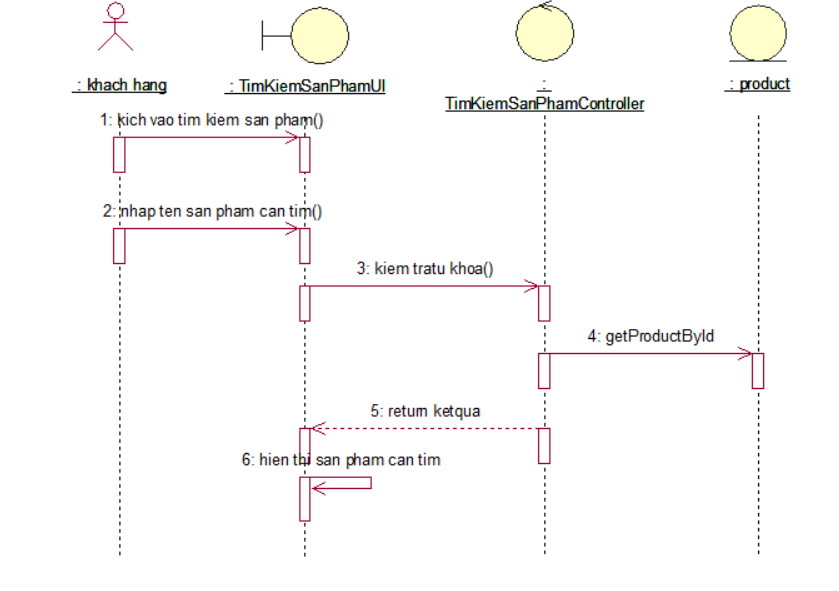 : khach hang
: TimKiemSanPhamUI
:
TimKiemSanPhamController
: product
1: kich vao tim kiem san pham()
2: nhap ten san pham can tim()
3: kiem tratu khoa()
4: getProductById
5: return ketqua
6: hien thi san pham can tim